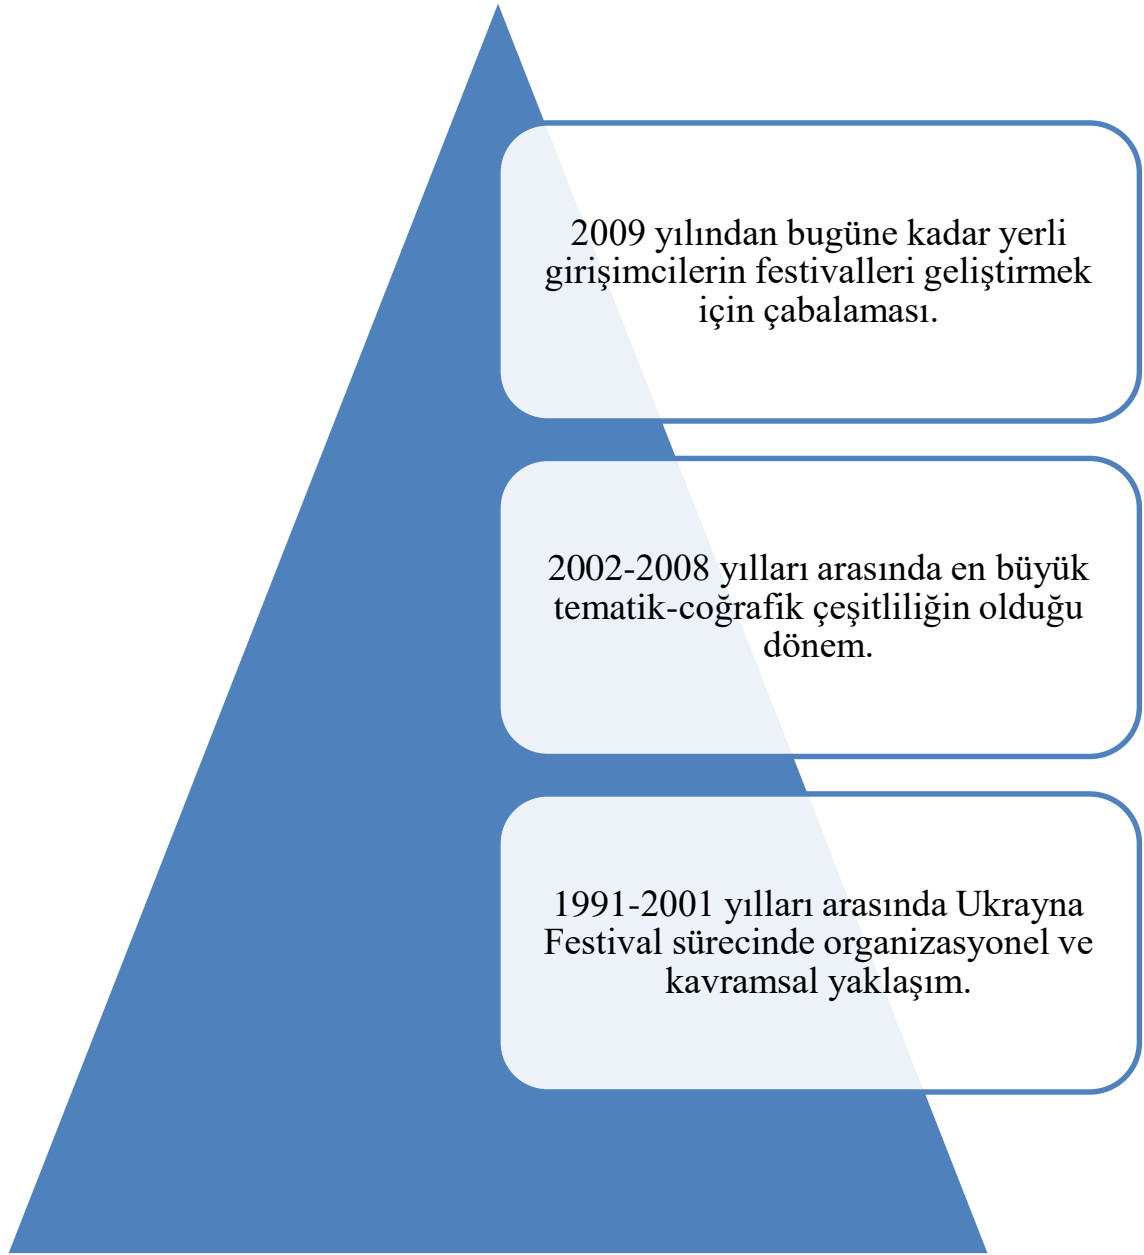 2009 yılından bugüne kadar yerli
girişimcilerin festivalleri geliştirmek
için çabalaması.
2002-2008 yılları arasında en büyük
tematik-coğrafik çeşitliliğin olduğu
dönem.
1991-2001 yılları arasında Ukrayna
Festival sürecinde organizasyonel ve
kavramsal yaklaşım.